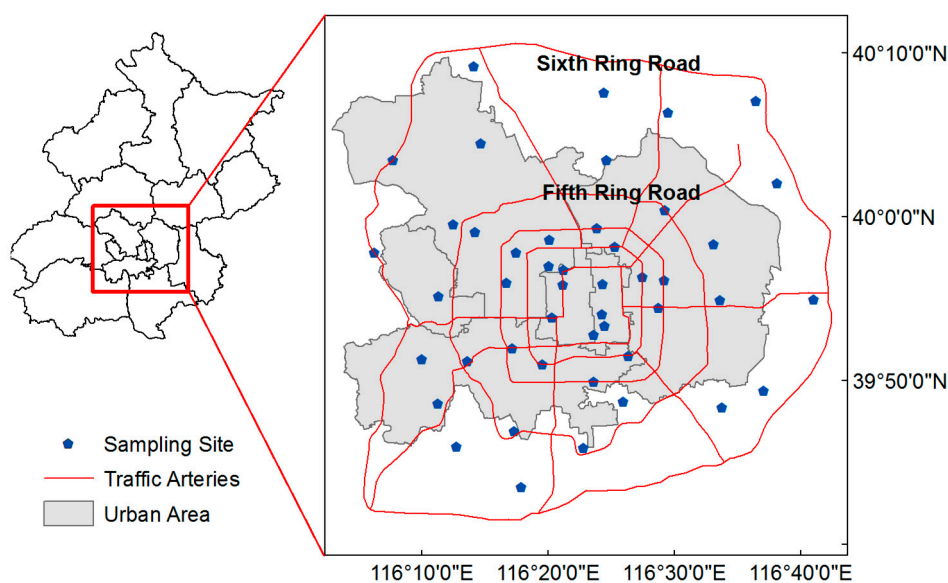 Sixth Ring Road
40°10'0"N
Fifth Ring Road
40°0'0"N
39°50'0"N
Sampling Site
Traffic Arteries
Urban Area
116°10'0"E
116°20'0"E
116°30'0"E
116°40'0"E